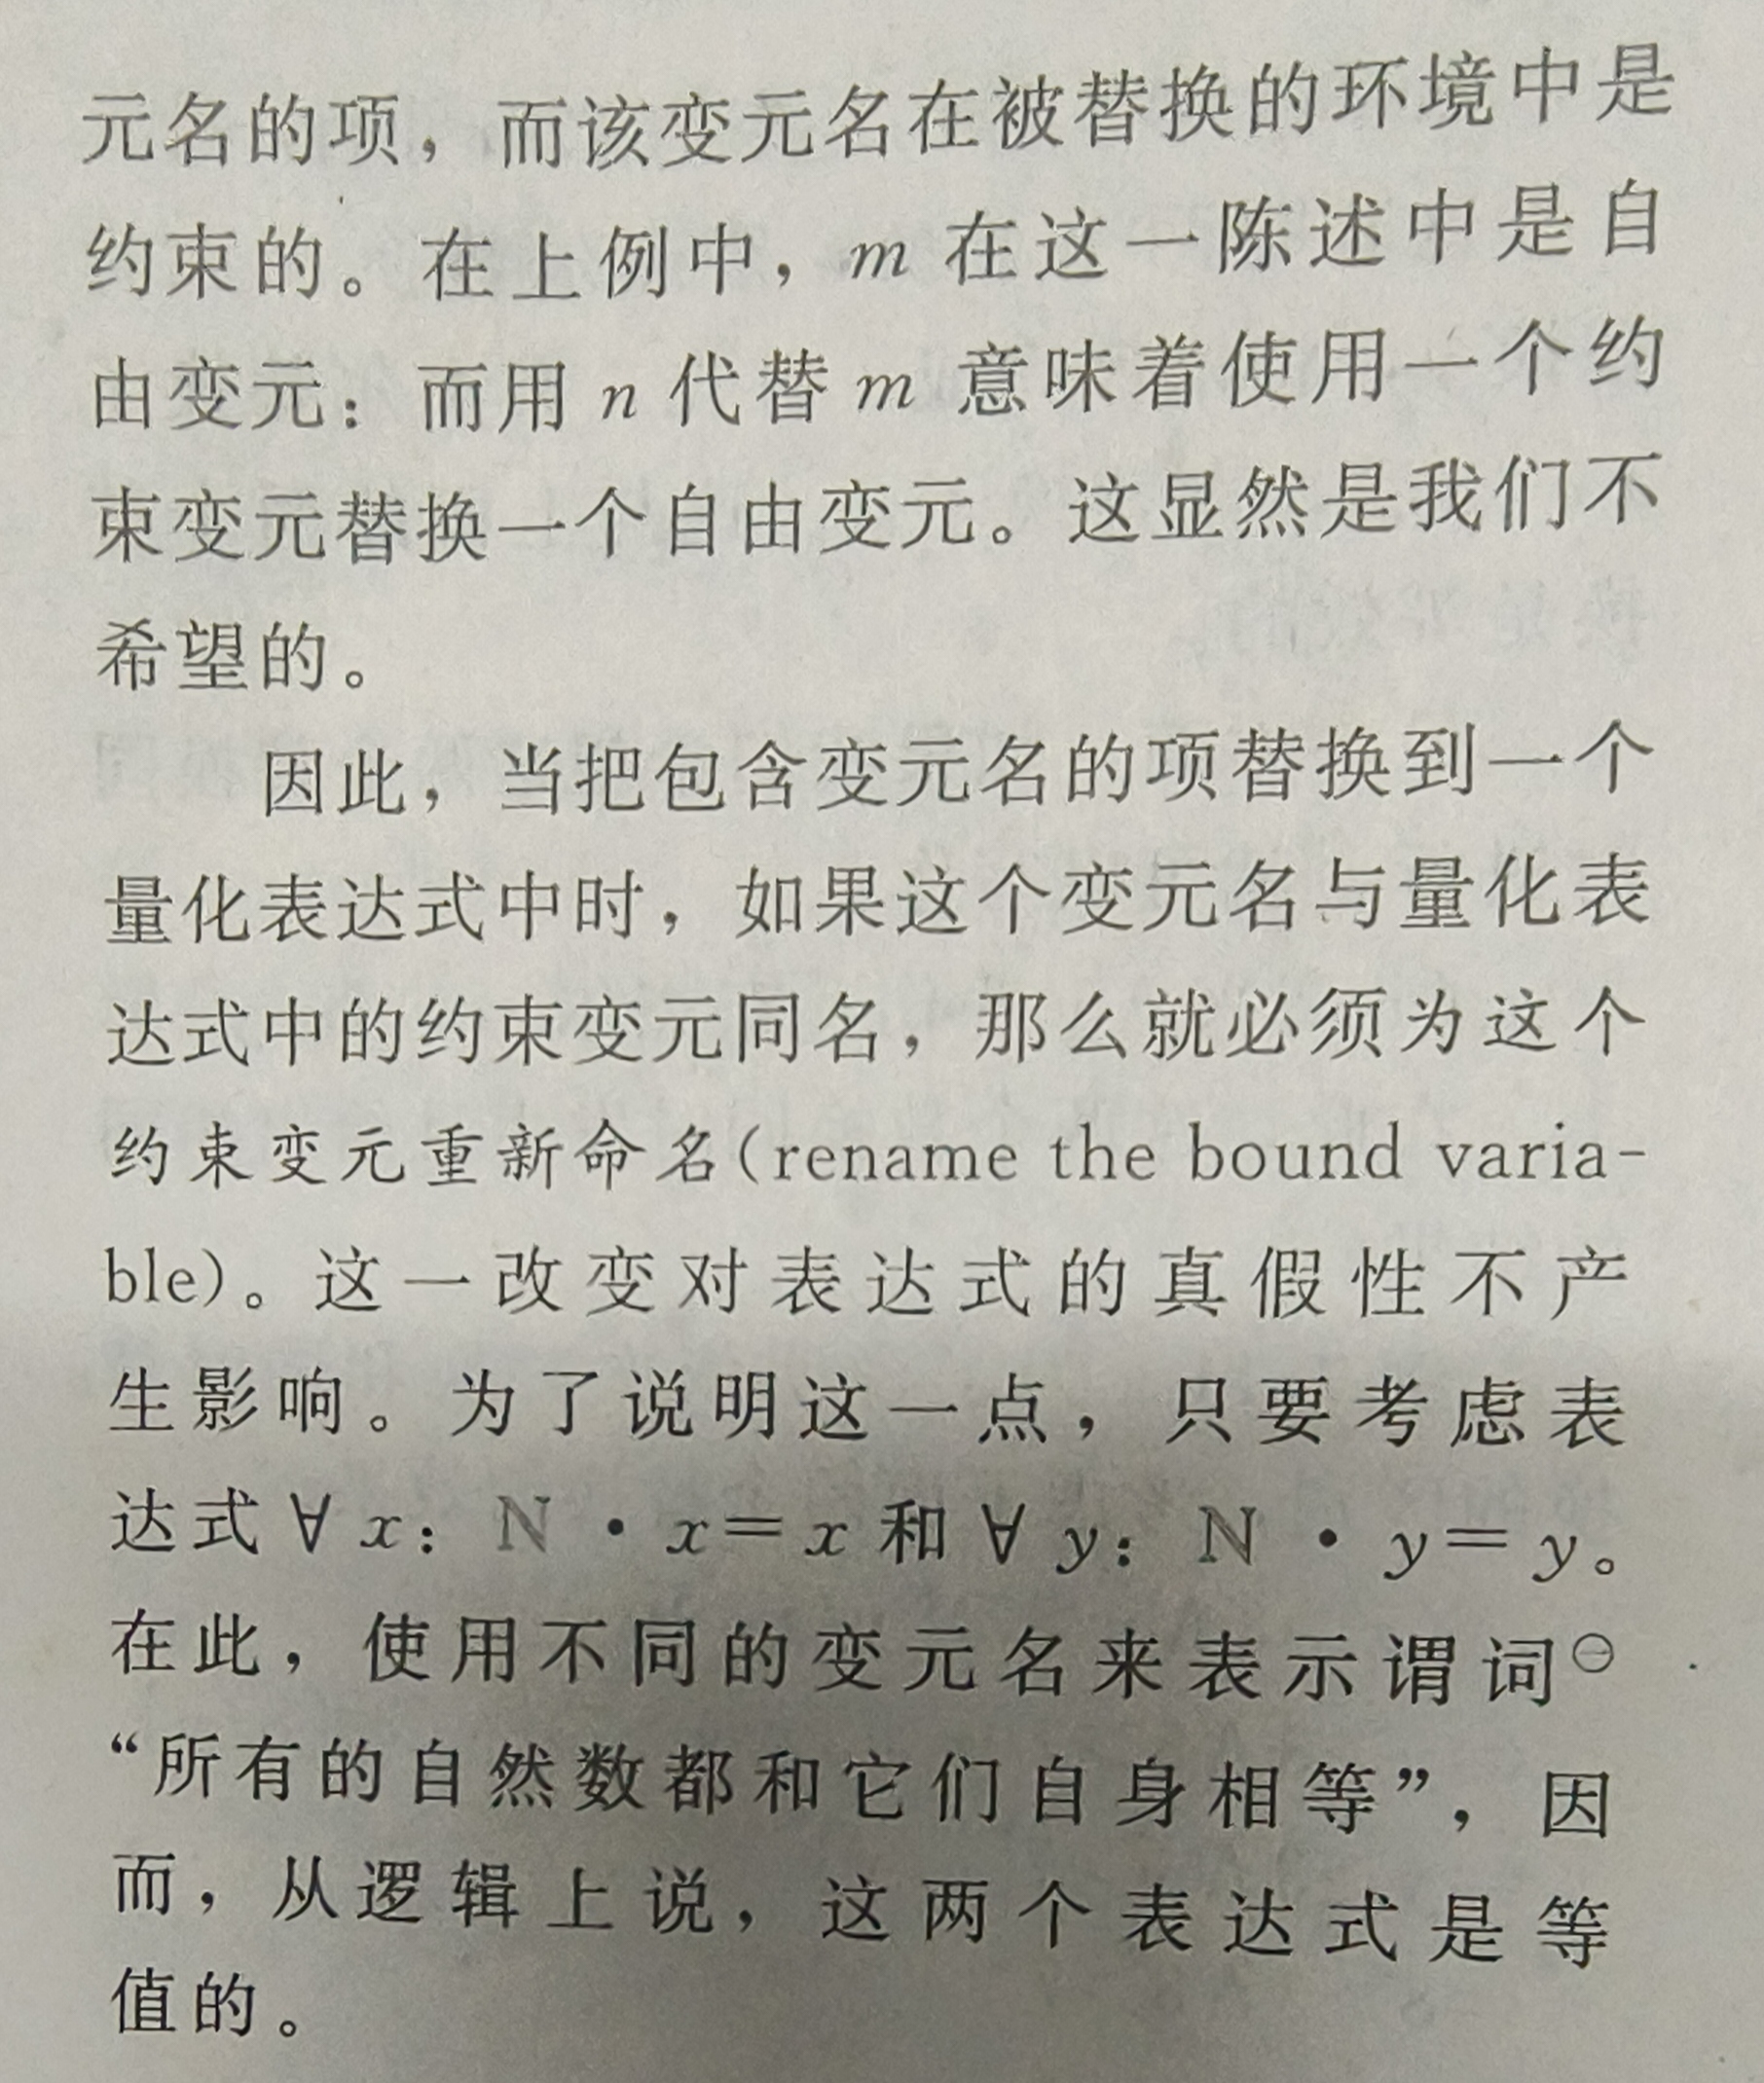 元名的项，而该变元名在被替换的环境中是
约束的。在上例中，m 在这一陈述中是自
由变元；而用 n 代替 m 意味着使用一个约
束变元替换一个自由变元。这显然是我们不
希望的。
因此，当把包含变元名的项替换到一个
量化表达式中时，如果这个变元名与量化表
达式中的约束变元同名，那么就必须为这个
约束变元重新命名(rename the bound varia-
ble)。这一改变对表达式的真假性不产
生影响。为了说明这一点，只要考虑表
达式 ∀ x：ℕ · x＝x 和 ∀ y：ℕ · y＝y。
在此，使用不同的变元名来表示谓词㊀
“所有的自然数都和它们自身相等”，因
而，从逻辑上说，这两个表达式是等
值的。